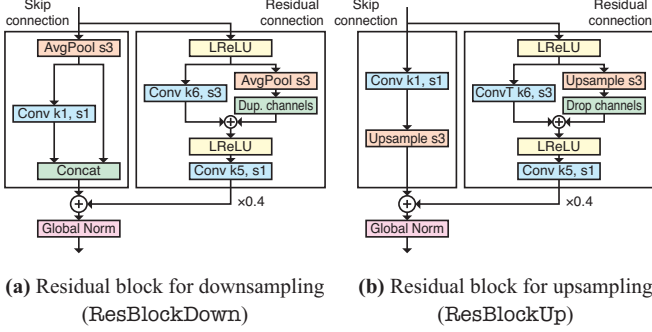 Skip connection
Residual connection
AvgPool s3
Conv k1, s1
Concat
LReLU
Conv k6, s3
AvgPool s3
Dup. channels
LReLU
Conv k5, s1
×0.4
Global Norm
(a) Residual block for downsampling
(ResBlockDown)
Skip connection
Residual connection
Conv k1, s1
Upsample s3
LReLU
ConvT k6, s3
Upsample s3
Drop channels
LReLU
Conv k5, s1
×0.4
Global Norm
(b) Residual block for upsampling
(ResBlockUp)